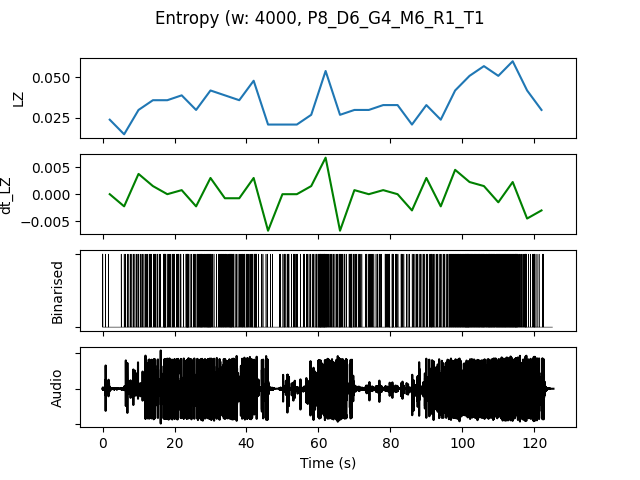 Entropy (w: 4000, P8_D6_G4_M6_R1_T1
LZ
0.050
0.025
dt_LZ
0.005
0.000
−0.005
Binarised
Audio
0 20 40 60 80 100 120
Time (s)